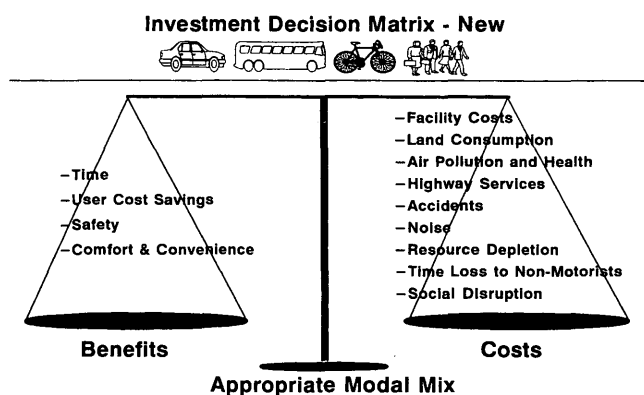 Investment Decision Matrix - New
–Time
–User Cost Savings
–Safety
–Comfort & Convenience
Benefits
–Facility Costs
–Land Consumption
–Air Pollution and Health
–Highway Services
–Accidents
–Noise
–Resource Depletion
–Time Loss to Non-Motorists
–Social Disruption
Costs
Appropriate Modal Mix